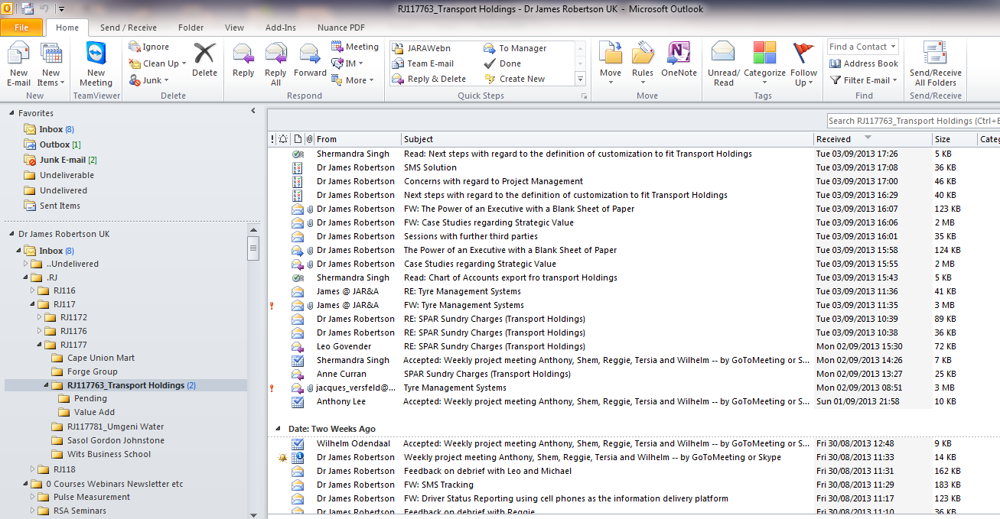 RJ117763_Transport Holdings - Dr James Robertson UK - Microsoft Outlook
File Home Send / Receive Folder View Add-Ins Nuance PDF
New E-mail
New Items
New
New Meeting
TeamViewer
Ignore
Clean Up
Junk
Delete
Delete
Reply
Reply All
Forward
Meeting
IM
More
Respond
JARAWebn
Team E-mail
Reply & Delete
To Manager
Done
Create New
Quick Steps
Move
Rules
OneNote
Move
Unread/ Read
Categorize
Follow Up
Tags
Find a Contact
Address Book
Filter E-mail
Find
Send/Receive All Folders
Send/Receive
Favorites
Inbox (8)
Outbox [1]
Junk E-mail [2]
Undeliverable
Undelivered
Sent Items
Dr James Robertson UK
Inbox (8)
..Undelivered
.RJ
RJ116
RJ117
RJ1172
RJ1176
RJ1177
Cape Union Mart
Forge Group
RJ117763_Transport Holdings (2)
Pending
Value Add
RJ117781_Umgeni Water
Sasol Gordon Johnstone
Wits Business School
RJ118
0 Courses Webinars Newsletter etc
Pulse Measurement
RSA Seminars
Search RJ117763_Transport Holdings (Ctrl+E
! From Subject Received Size Categ
Shermandra Singh Read: Next steps with regard to the definition of customization to fit Transport Holdings Tue 03/09/2013 17:26 5 KB
Dr James Robertson SMS Solution Tue 03/09/2013 17:08 36 KB
Dr James Robertson Concerns with regard to Project Management Tue 03/09/2013 17:00 46 KB
Dr James Robertson Next steps with regard to the definition of customization to fit Transport Holdings Tue 03/09/2013 16:29 40 KB
Dr James Robertson FW: The Power of an Executive with a Blank Sheet of Paper Tue 03/09/2013 16:07 123 KB
Dr James Robertson FW: Case Studies regarding Strategic Value Tue 03/09/2013 16:06 2 MB
Dr James Robertson Sessions with further third parties Tue 03/09/2013 16:01 35 KB
Dr James Robertson The Power of an Executive with a Blank Sheet of Paper Tue 03/09/2013 15:58 124 KB
Dr James Robertson Case Studies regarding Strategic Value Tue 03/09/2013 15:55 2 MB
Shermandra Singh Read: Chart of Accounts export fro transport Holdings Tue 03/09/2013 15:43 5 KB
James @ JAR&A RE: Tyre Management Systems Tue 03/09/2013 11:36 41 KB
James @ JAR&A FW: Tyre Management Systems Tue 03/09/2013 11:35 3 MB
Dr James Robertson RE: SPAR Sundry Charges (Transport Holdings) Tue 03/09/2013 10:39 89 KB
Dr James Robertson RE: SPAR Sundry Charges (Transport Holdings) Tue 03/09/2013 10:38 36 KB
Leo Govender RE: SPAR Sundry Charges (Transport Holdings) Mon 02/09/2013 15:30 72 KB
Shermandra Singh Accepted: Weekly project meeting Anthony, Shem, Reggie, Tersia and Wilhelm -- by GoToMeeting or S... Mon 02/09/2013 14:26 7 KB
Anne Curran SPAR Sundry Charges (Transport Holdings) Mon 02/09/2013 13:27 25 KB
jacques_versfeld@... Tyre Management Systems Mon 02/09/2013 08:51 3 MB
Anthony Lee Accepted: Weekly project meeting Anthony, Shem, Reggie, Tersia and Wilhelm -- by GoToMeeting or S... Sun 01/09/2013 21:58 10 KB
Date: Two Weeks Ago
Wilhelm Odendaal Accepted: Weekly project meeting Anthony, Shem, Reggie, Tersia and Wilhelm -- by GoToMeeting or S... Fri 30/08/2013 12:48 9 KB
Dr James Robertson Weekly project meeting Anthony, Shem, Reggie, Tersia and Wilhelm -- by GoToMeeting or Skype Fri 30/08/2013 11:33 14 KB
Dr James Robertson Feedback on debrief with Leo and Michael Fri 30/08/2013 11:31 162 KB
Dr James Robertson FW: SMS Tracking Fri 30/08/2013 11:29 183 KB
Dr James Robertson FW: Driver Status Reporting using cell phones as the information delivery platform Fri 30/08/2013 11:17 123 KB
Dr James Robertson Feedback on debrief with Reggie Fri 30/08/2013 11:10 36 KB